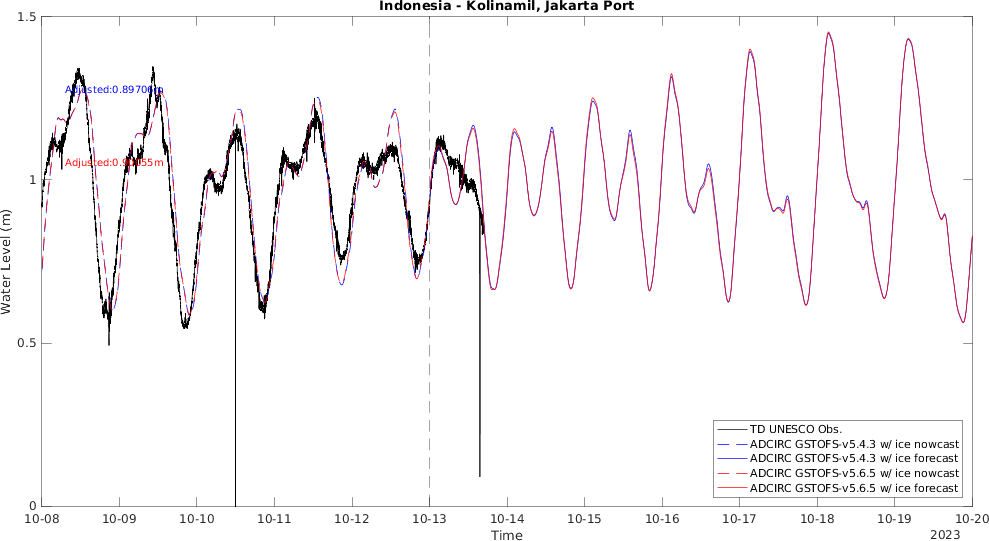 Indonesia - Kolinamil, Jakarta Port
1.5
1
0.5
0
Water Level (m)
Adjusted:0.89706m
10-08
10-09
10-10
10-11
10-12
10-13
10-14
10-15
10-16
10-17
10-18
10-19
10-20
Time
2023
TD UNESCO Obs.
ADCIRC GSTOFS-v5.4.3 w/ ice nowcast
ADCIRC GSTOFS-v5.4.3 w/ ice forecast
ADCIRC GSTOFS-v5.6.5 w/ ice nowcast
ADCIRC GSTOFS-v5.6.5 w/ ice forecast